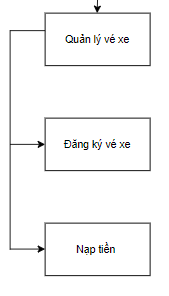 Quản lý vé xe
Đăng ký vé xe
Nạp tiền